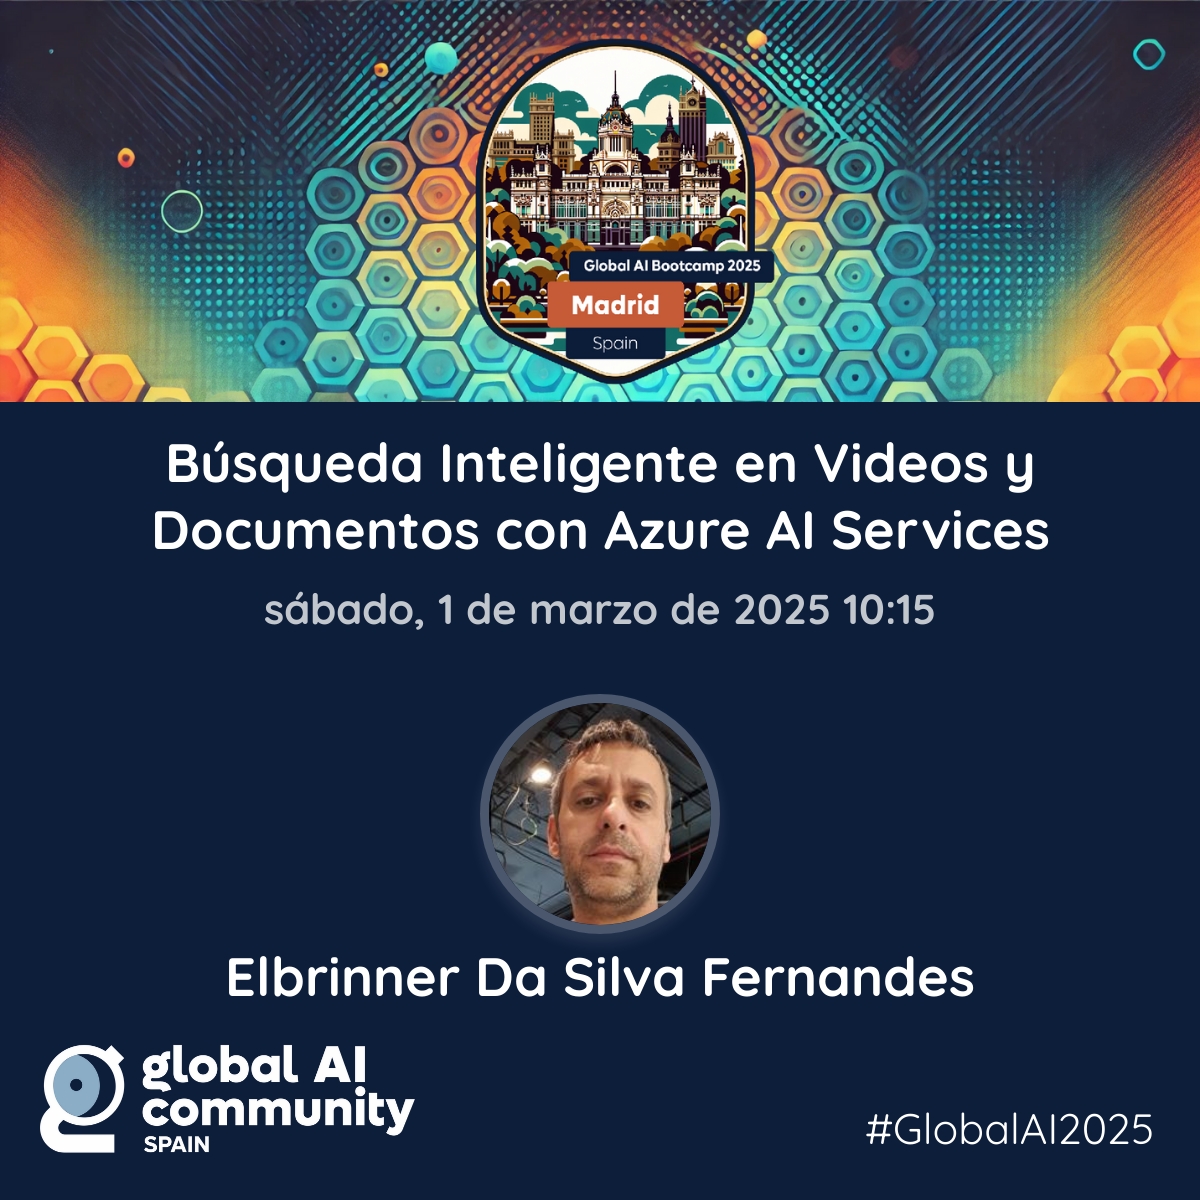 Global AI Bootcamp 2025
Madrid
Spain
Búsqueda Inteligente en Videos y
Documentos con Azure AI Services
sábado, 1 de marzo de 2025 10:15
Elbrinner Da Silva Fernandes
global AI
community
SPAIN
#GlobalAI2025